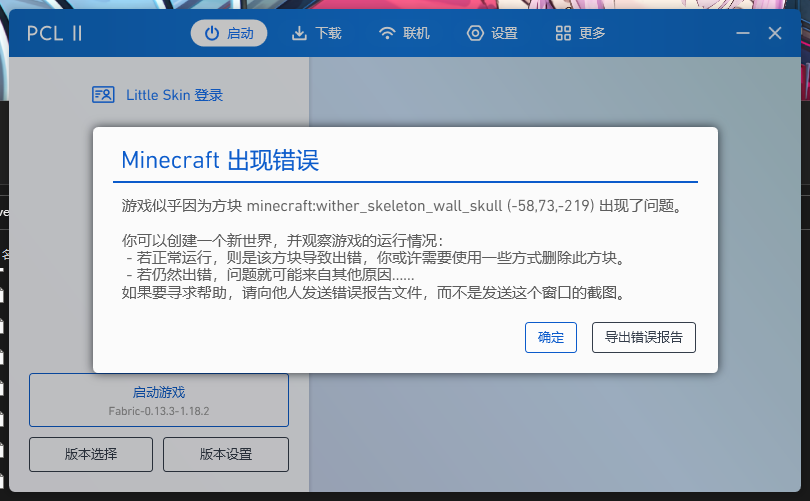 PCL II
启动
下载
联机
设置
更多
Little Skin 登录
Minecraft 出现错误
游戏似乎因为方块 minecraft:wither_skeleton_wall_skull (-58,73,-219) 出现了问题。
你可以创建一个新世界，并观察游戏的运行情况：
- 若正常运行，则是该方块导致出错，你或许需要使用一些方式删除此方块。
- 若仍然出错，问题就可能来自其他原因......
如果要寻求帮助，请向他人发送错误报告文件，而不是发送这个窗口的截图。
确定
导出错误报告
启动游戏
Fabric-0.13.3-1.18.2
版本选择
版本设置